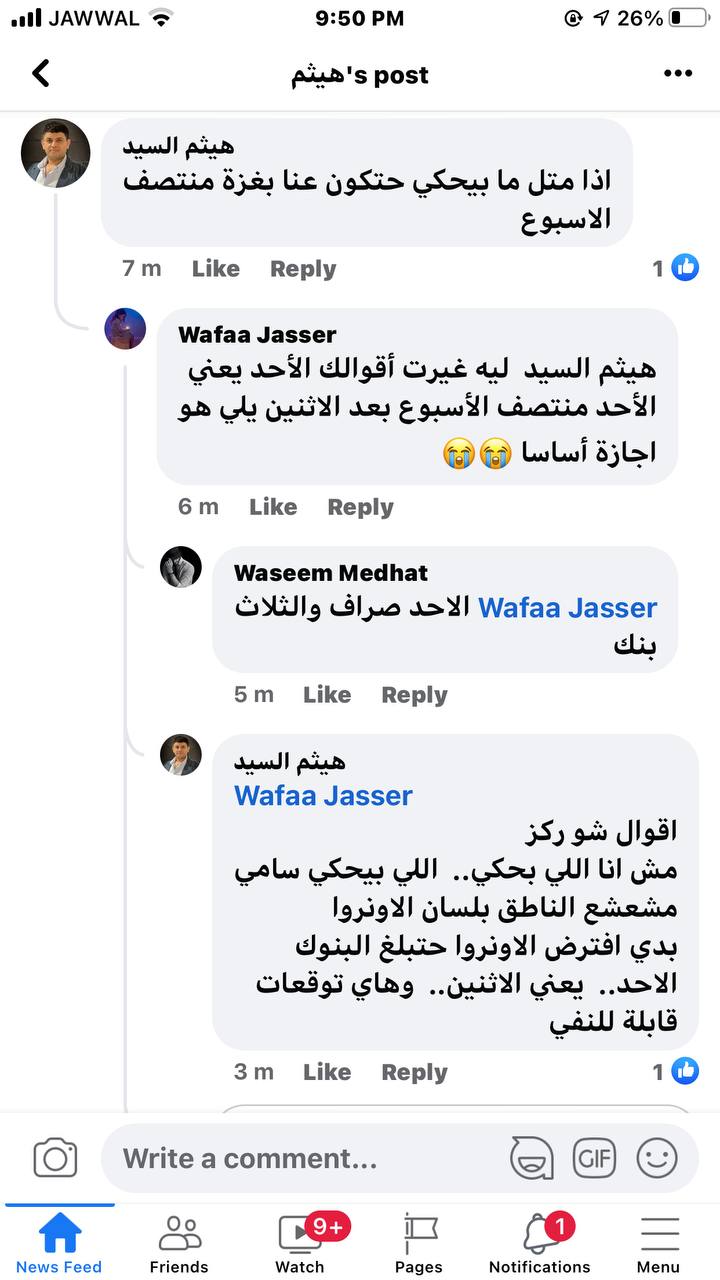 JAWWAL
9:50 PM
26%
هيثم's post
هيثم السيد
اذا متل ما بيحكي حتكون عنا بغزة منتصف
الاسبوع
7 m Like Reply 1
Wafaa Jasser
هيثم السيد ليه غيرت أقوالك الأحد يعني
الأحد منتصف الأسبوع بعد الاثنين يلي هو
اجازة أساسا 😭😭
6 m Like Reply
Waseem Medhat
Wafaa Jasser الاحد صراف والثلاث
بنك
5 m Like Reply
هيثم السيد
Wafaa Jasser
اقوال شو ركز
مش انا اللي بحكي.. اللي بيحكي سامي
مشعشع الناطق بلسان الاونروا
بدي افترض الاونروا حتبلغ البنوك
الاحد.. يعني الاثنين.. وهاي توقعات
قابلة للنفي
3 m Like Reply 1
Write a comment...
GIF
9+
1
News Feed Friends Watch Pages Notifications Menu